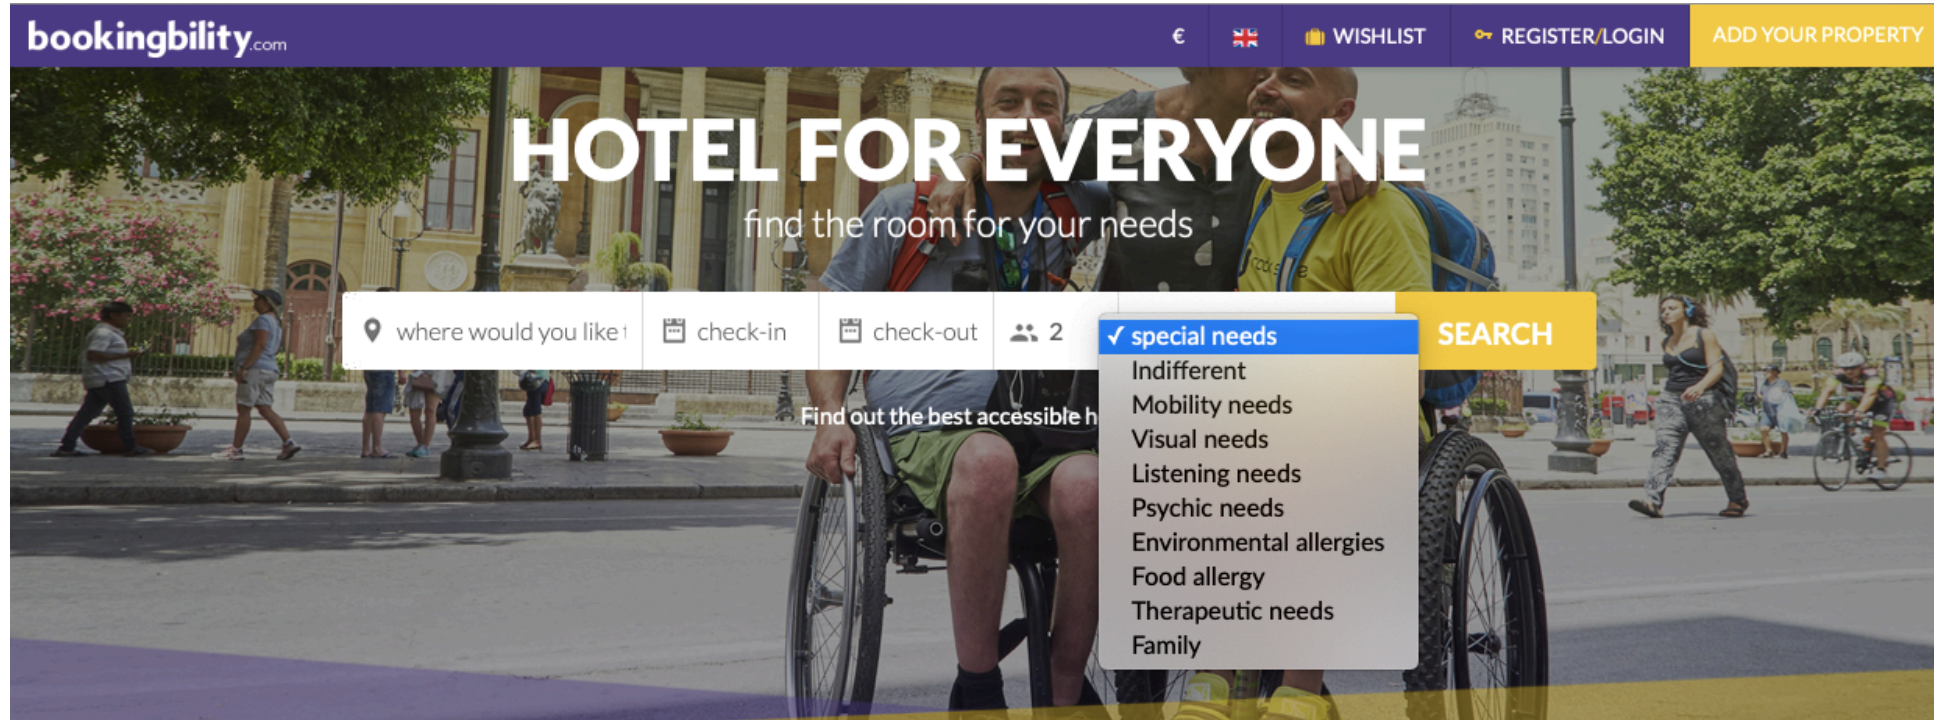 bookingbility.com
€
WISHLIST
REGISTER/LOGIN
ADD YOUR PROPERTY
HOTEL FOR EVERYONE
find the room for your needs
where would you like
check-in
check-out
2
✓ special needs
SEARCH
Indifferent
Mobility needs
Visual needs
Listening needs
Psychic needs
Environmental allergies
Food allergy
Therapeutic needs
Family
Find out the best accessible